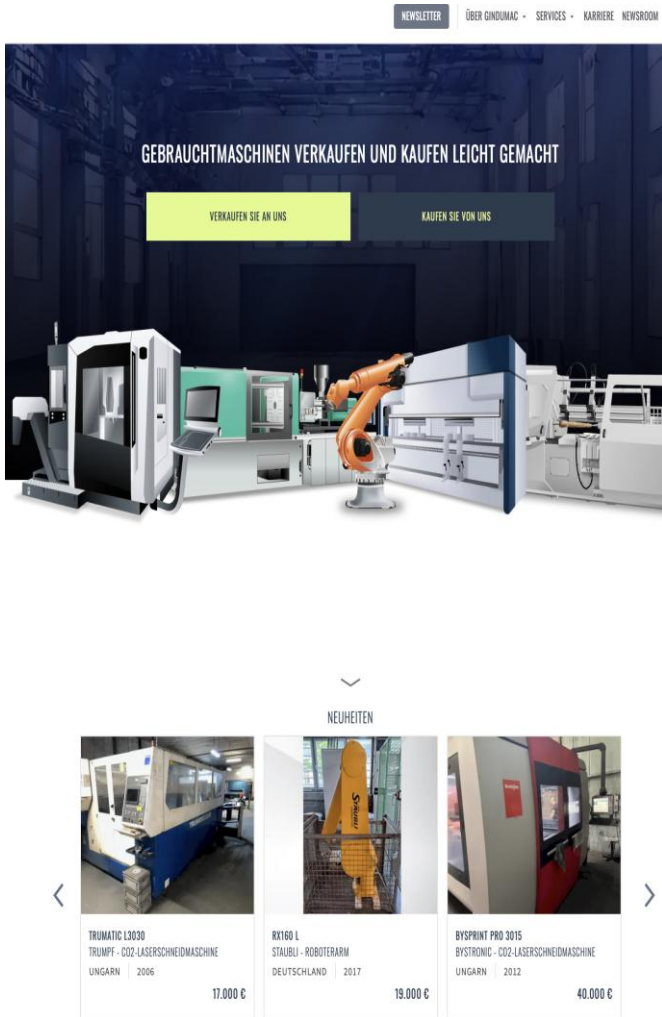 NEWSLETTER ÜBER GINDUMAC SERVICES KARRIERE NEWSROOM
GEBRAUCHTMASCHINEN VERKAUFEN UND KAUFEN LEICHT GEMACHT
VERKAUFEN SIE AN UNS
KAUFEN SIE VON UNS
NEUHEITEN
STÄUBLI
TRUMATIC L3030
TRUMPF - CO2-LASERSCHNEIDMASCHINE
UNGARN | 2006
17.000 €
RX160 L
STAUBLI - ROBOTERARM
DEUTSCHLAND | 2017
19.000 €
BYSPRINT PRO 3015
BYSTRONIC - CO2-LASERSCHNEIDMASCHINE
UNGARN | 2012
40.000 €